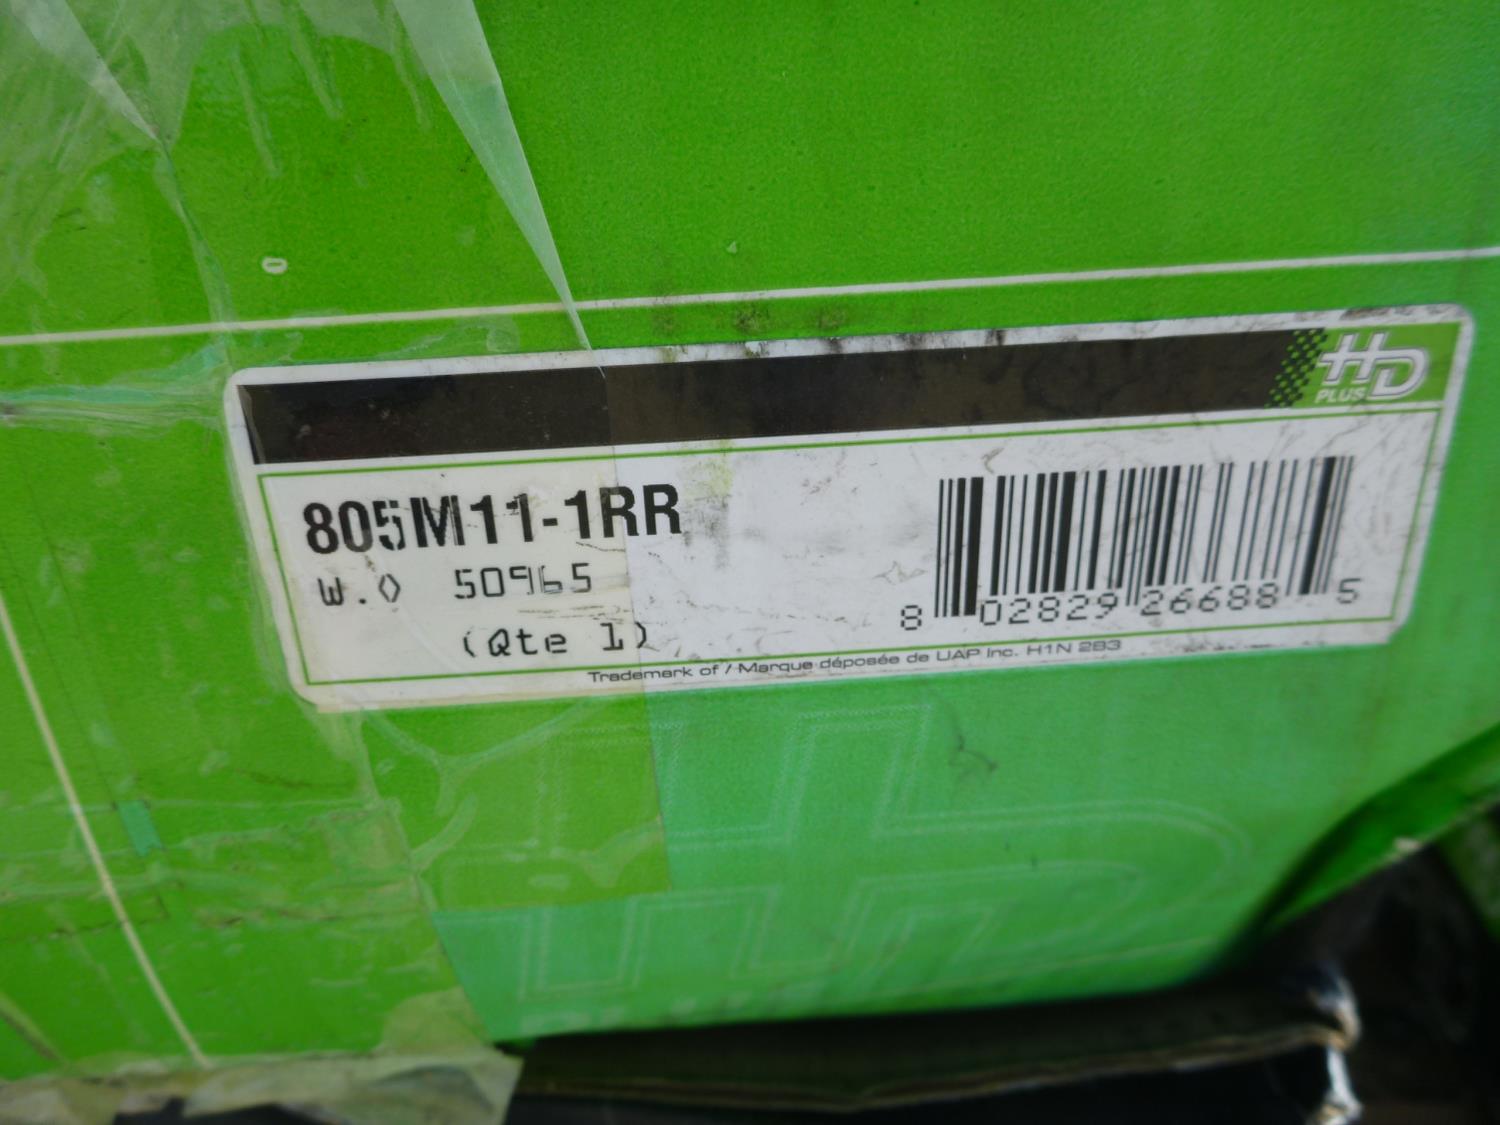 HD
PLUS
805M11-1RR
W.O 50965
(Qte 1)
8 02829 26688 5
Trademark of / Marque déposée de UAP Inc. H1N 2B3